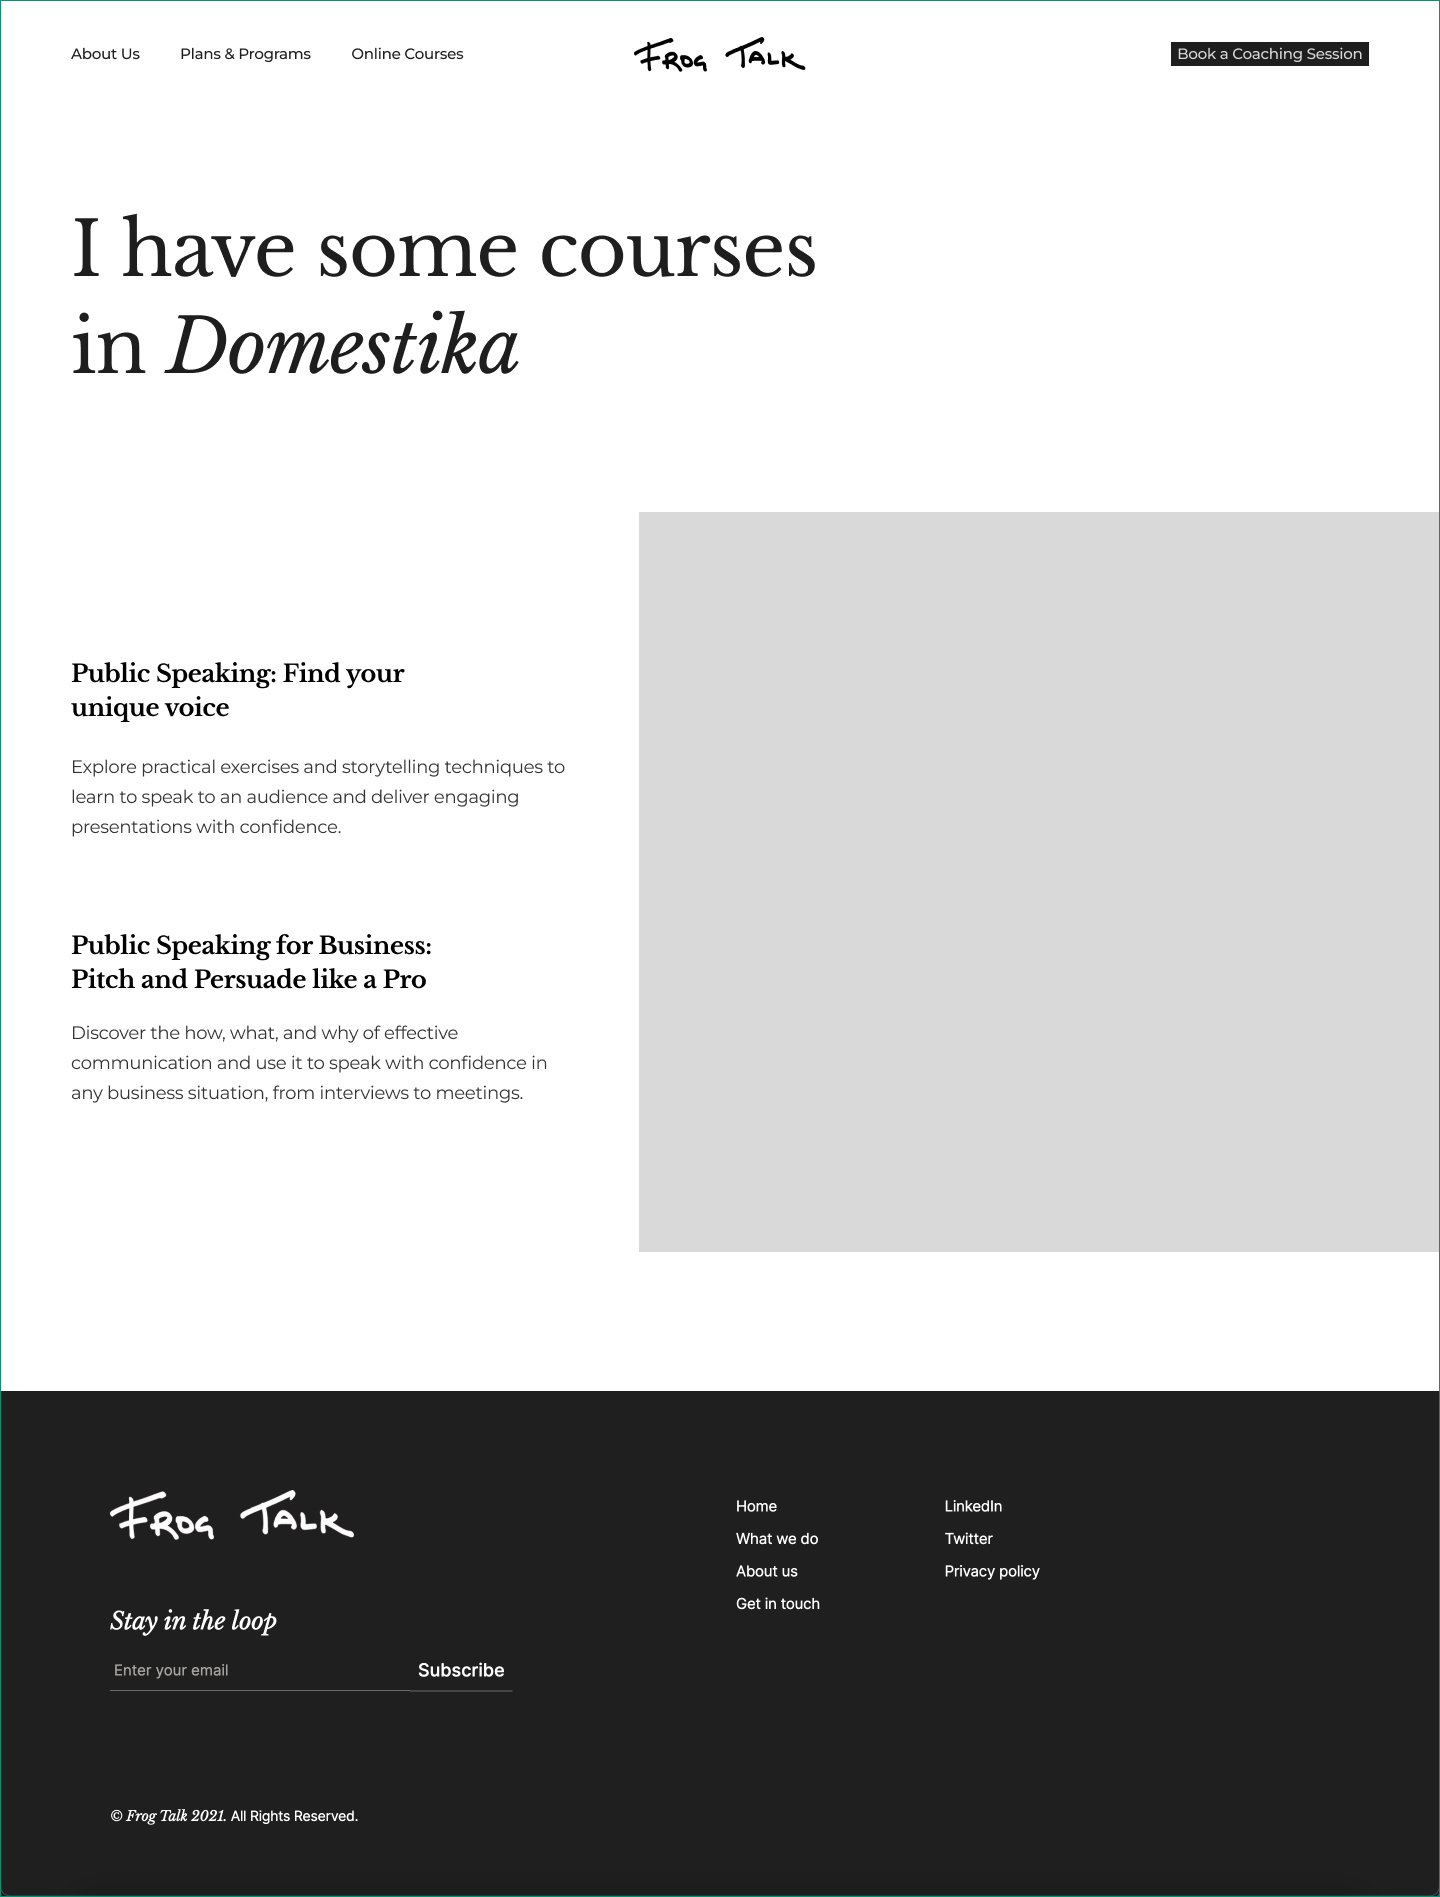 About Us
Plans & Programs
Online Courses
FROG TALK
Book a Coaching Session
I have some courses
in Domestika
Public Speaking: Find your
unique voice
Explore practical exercises and storytelling techniques to
learn to speak to an audience and deliver engaging
presentations with confidence.
Public Speaking for Business:
Pitch and Persuade like a Pro
Discover the how, what, and why of effective
communication and use it to speak with confidence in
any business situation, from interviews to meetings.
FROG TALK
Stay in the loop
Enter your email
Subscribe
Home
What we do
About us
Get in touch
LinkedIn
Twitter
Privacy policy
© Frog Talk 2021. All Rights Reserved.